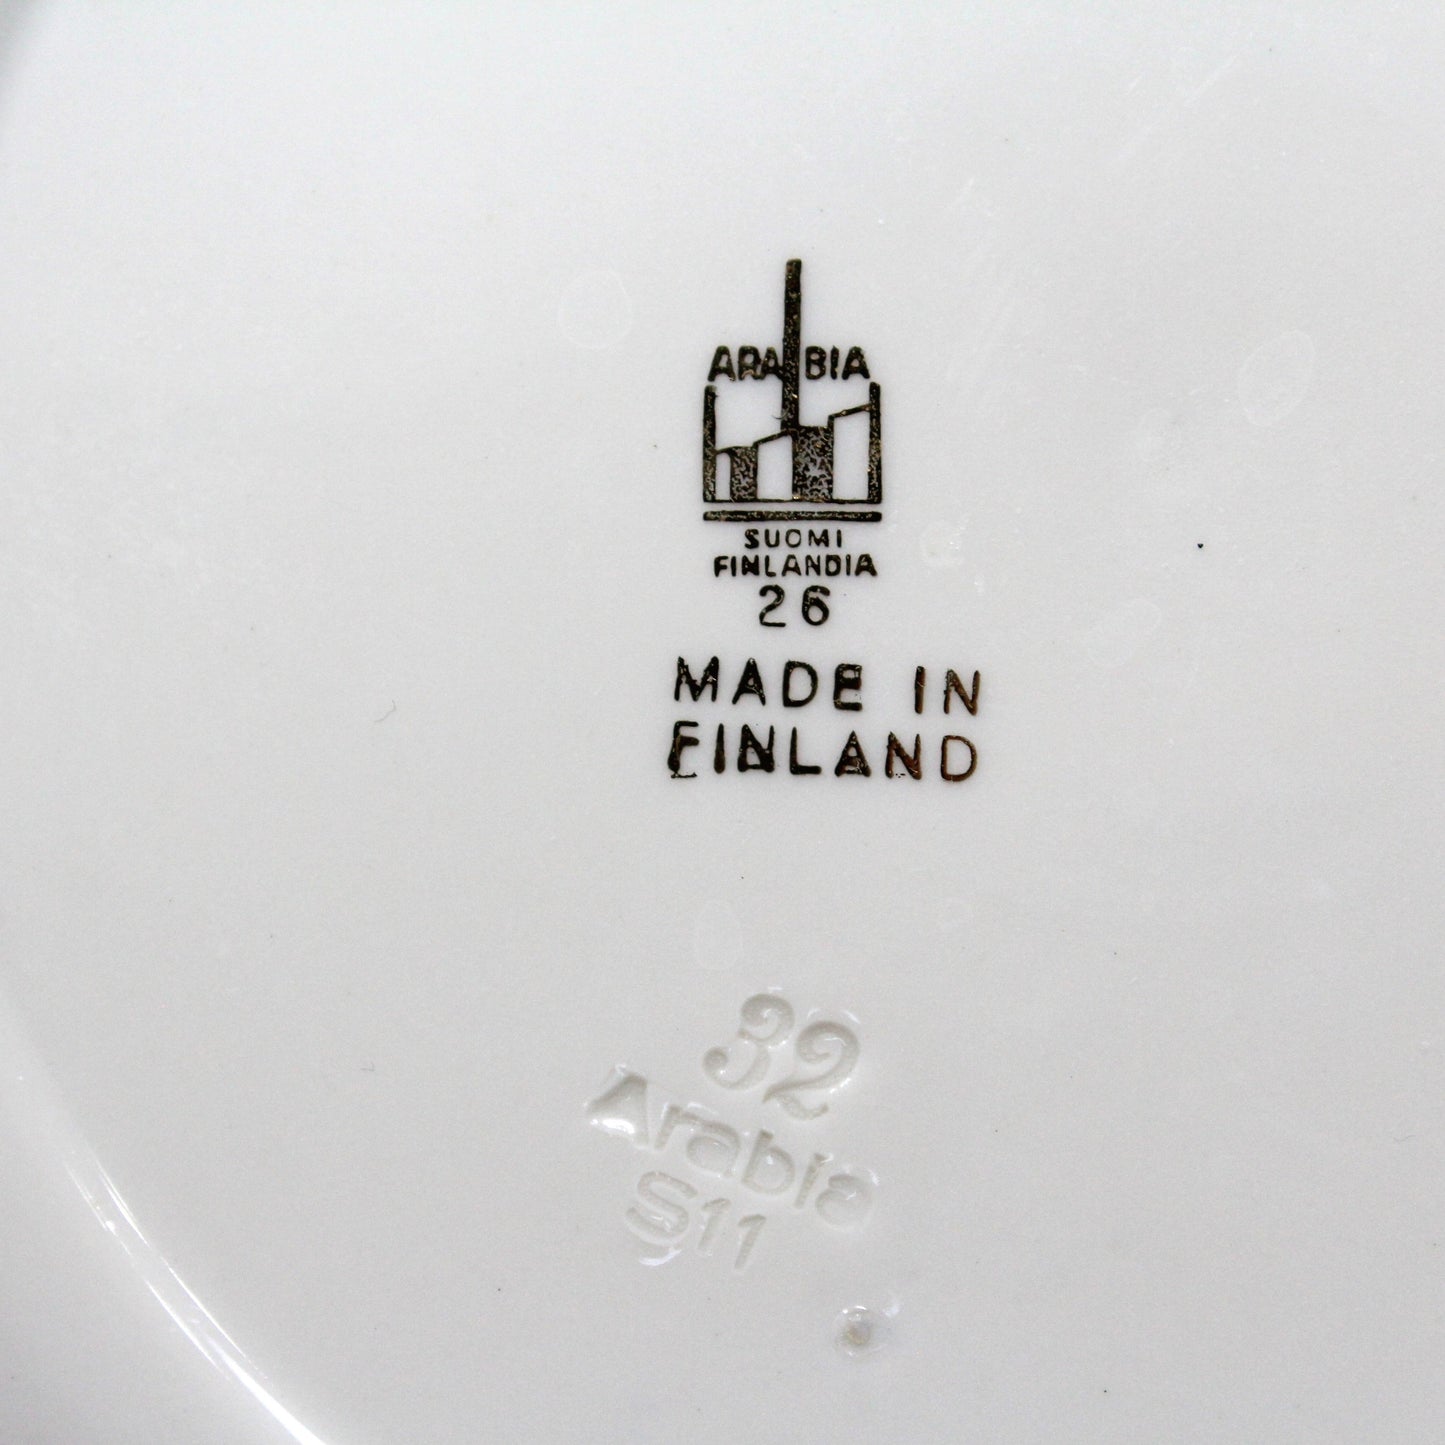 ARABIA
SUOMI
FINLANDIA
26
MADE IN
FINLAND
32
Arabia
S11